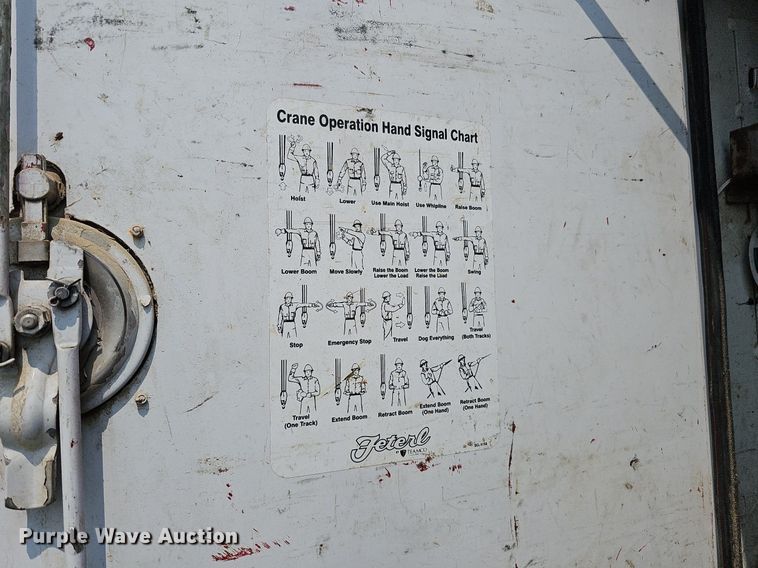 Crane Operation Hand Signal Chart
Hoist Lower Use Main Hoist Use Whipline Raise Boom
Lower Boom Move Slowly Raise the Boom Lower the Load Lower the Boom Raise the Load Swing
Stop Emergency Stop Travel Dog Everything Travel (Both Tracks)
Travel (One Track) Extend Boom Retract Boom Extend Boom (One Hand) Retract Boom (One Hand)
Feterl
BY TEAMCO
Purple Wave Auction